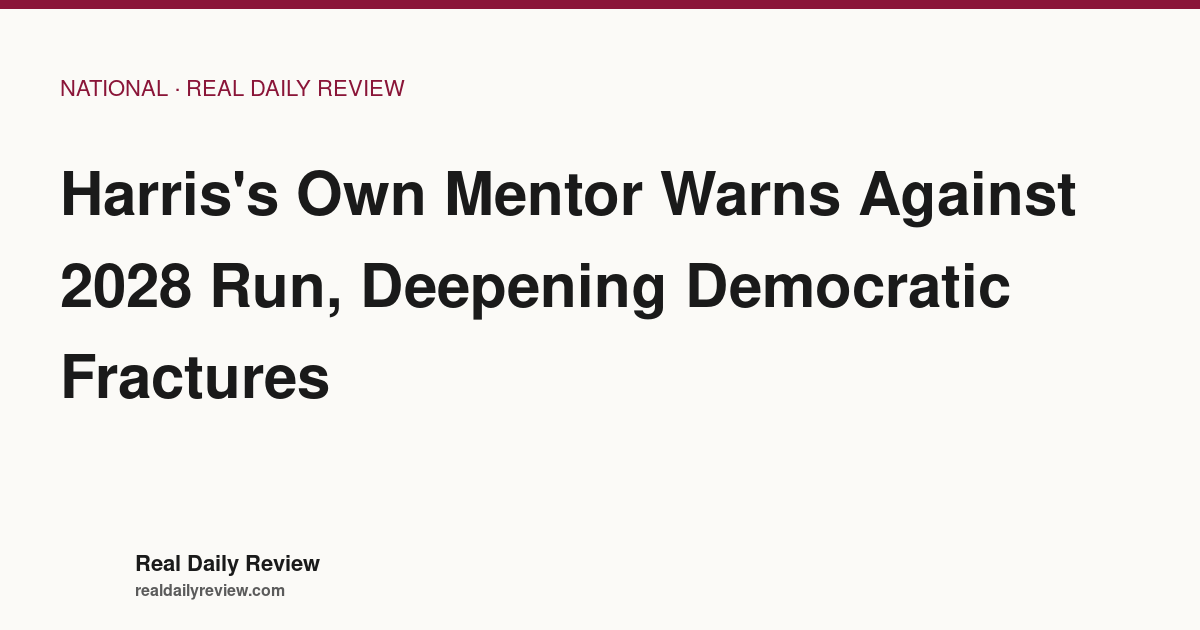 NATIONAL · REAL DAILY REVIEW
Harris's Own Mentor Warns Against
2028 Run, Deepening Democratic
Fractures
Real Daily Review
realdailyreview.com